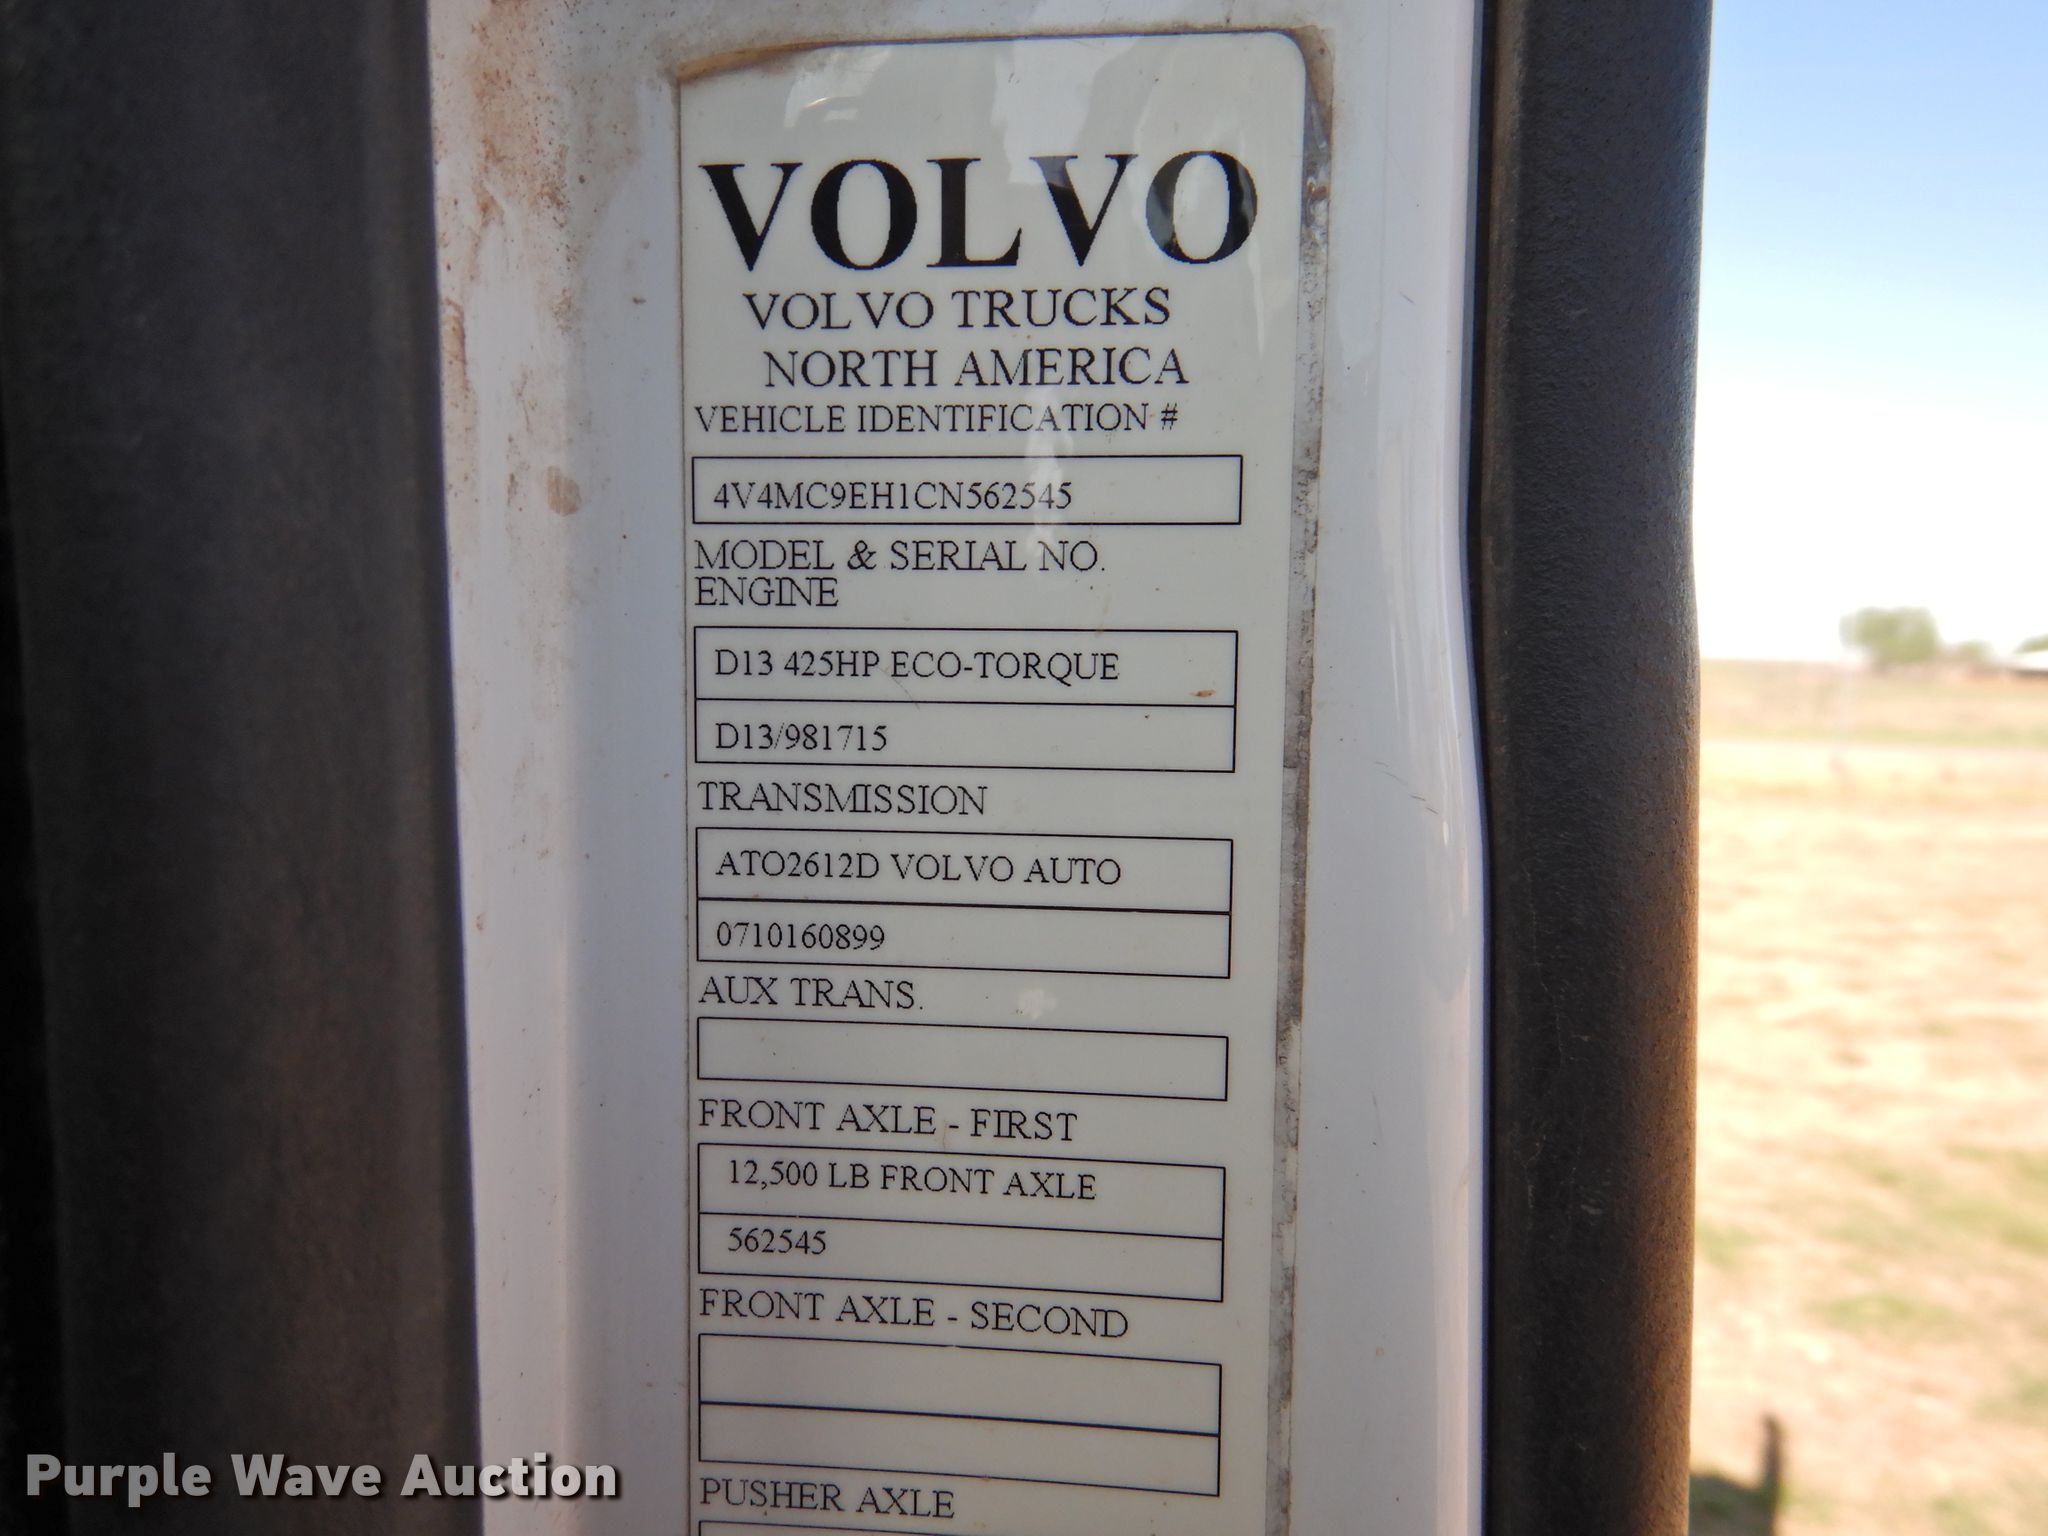 VOLVO
VOLVO TRUCKS
NORTH AMERICA
VEHICLE IDENTIFICATION #
4V4MC9EH1CN562545
MODEL & SERIAL NO.
ENGINE
D13 425HP ECO-TORQUE
D13/981715
TRANSMISSION
ATO2612D VOLVO AUTO
0710160899
AUX TRANS.
FRONT AXLE - FIRST
12,500 LB FRONT AXLE
562545
FRONT AXLE - SECOND
PUSHER AXLE
Purple Wave Auction